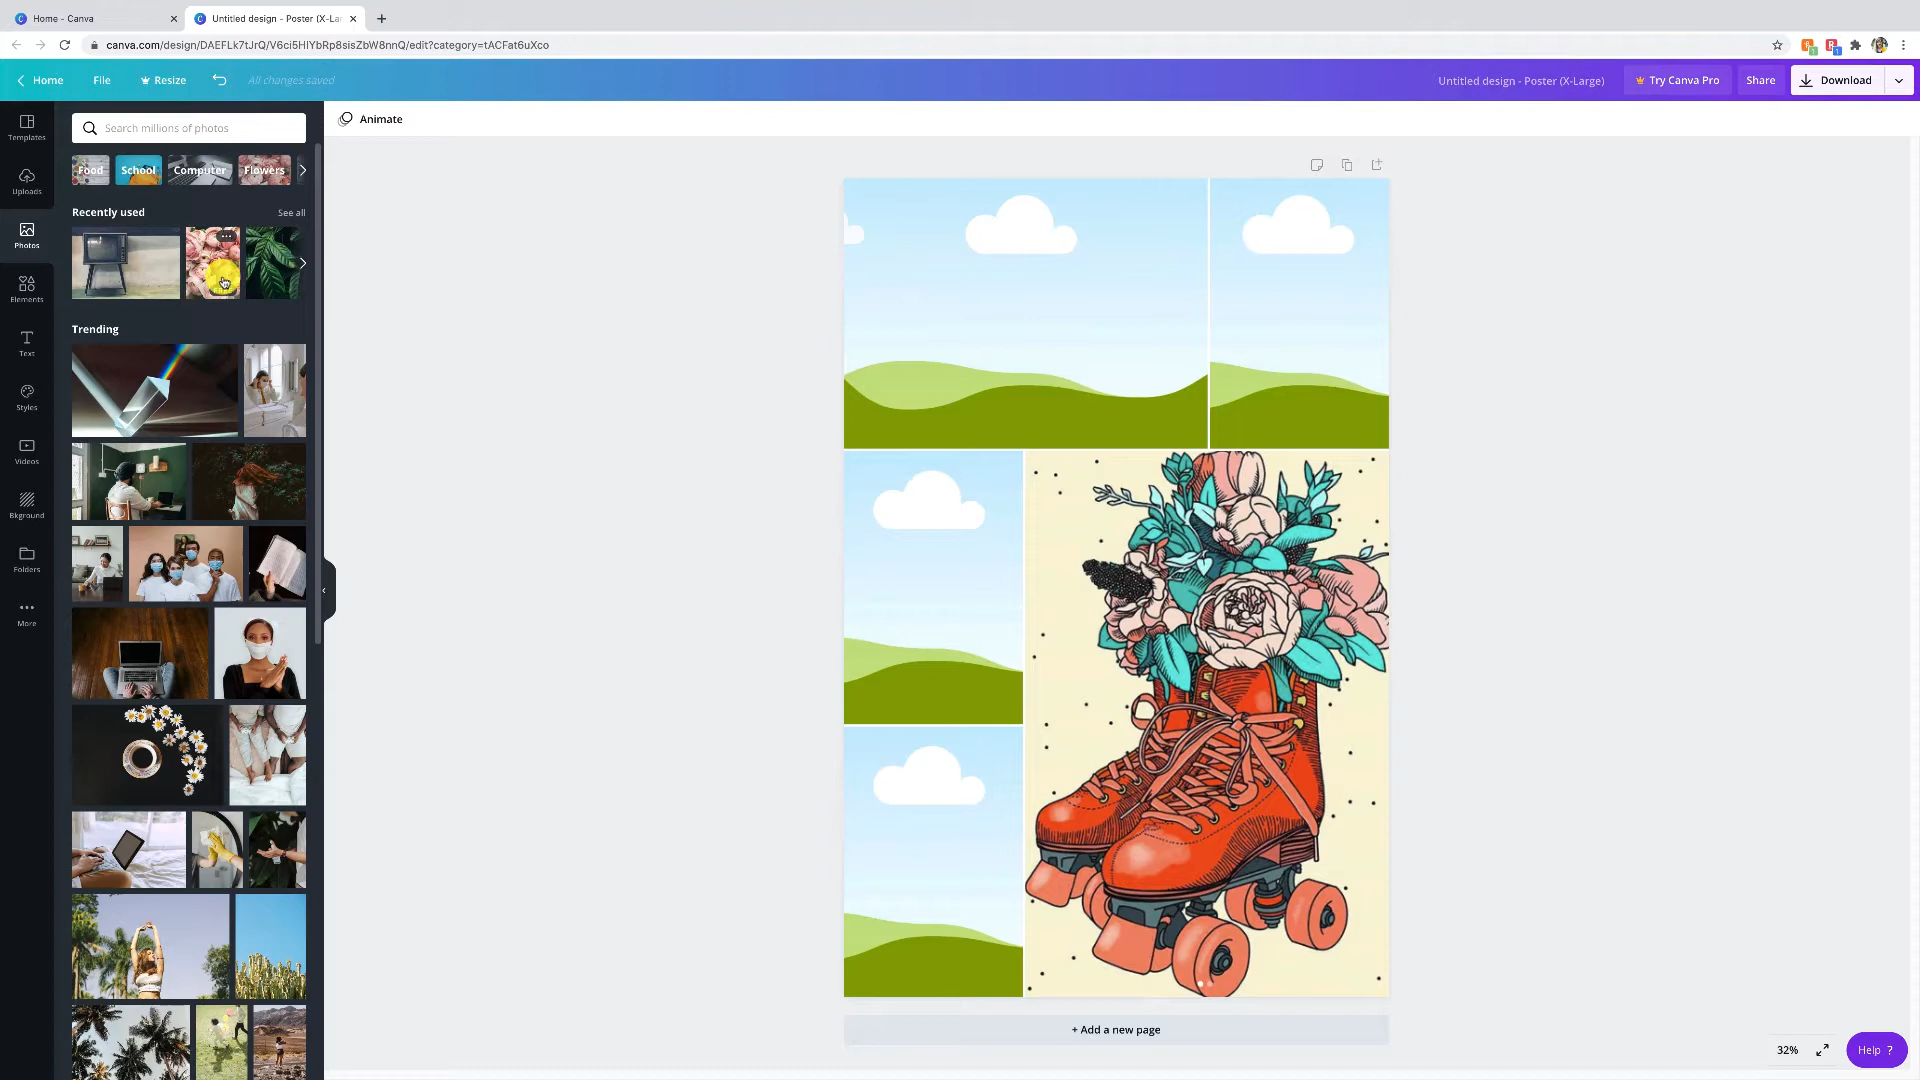 Home - Canva
Untitled design - Poster (X-Lar
canva.com/design/DAEFLk7tJrQ/V6ci5HIYbRp8sisZbW8nnQ/edit?category=tACFat6uXco
Home
File
Resize
All changes saved
Untitled design - Poster (X-Large)
Try Canva Pro
Share
Download
Templates
Uploads
Photos
Elements
Text
Styles
Videos
Bkground
Folders
More
Search millions of photos
Food
School
Computer
Flowers
Recently used
See all
Trending
Animate
+ Add a new page
32%
Help ?